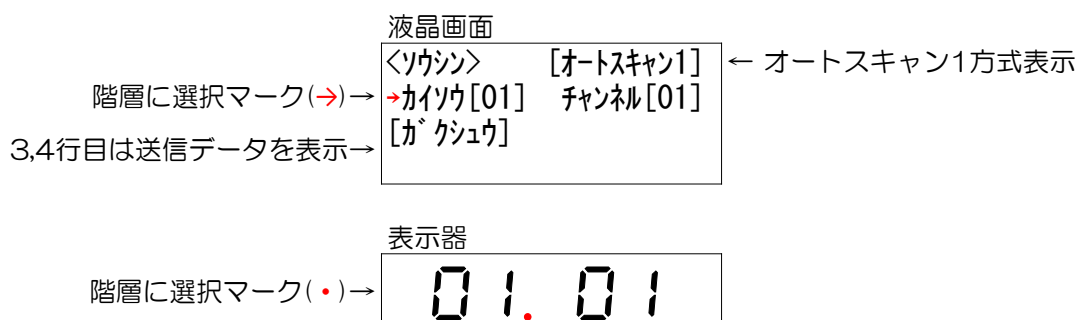 液晶画面
<ソウシン> [オートスキャン1] ← オートスキャン1方式表示
階層に選択マーク(→)→ →カイソウ[01] チャンネル[01]
3,4行目は送信データを表示→ [ガクシュウ]
表示器
階層に選択マーク(・)→ 01. 01